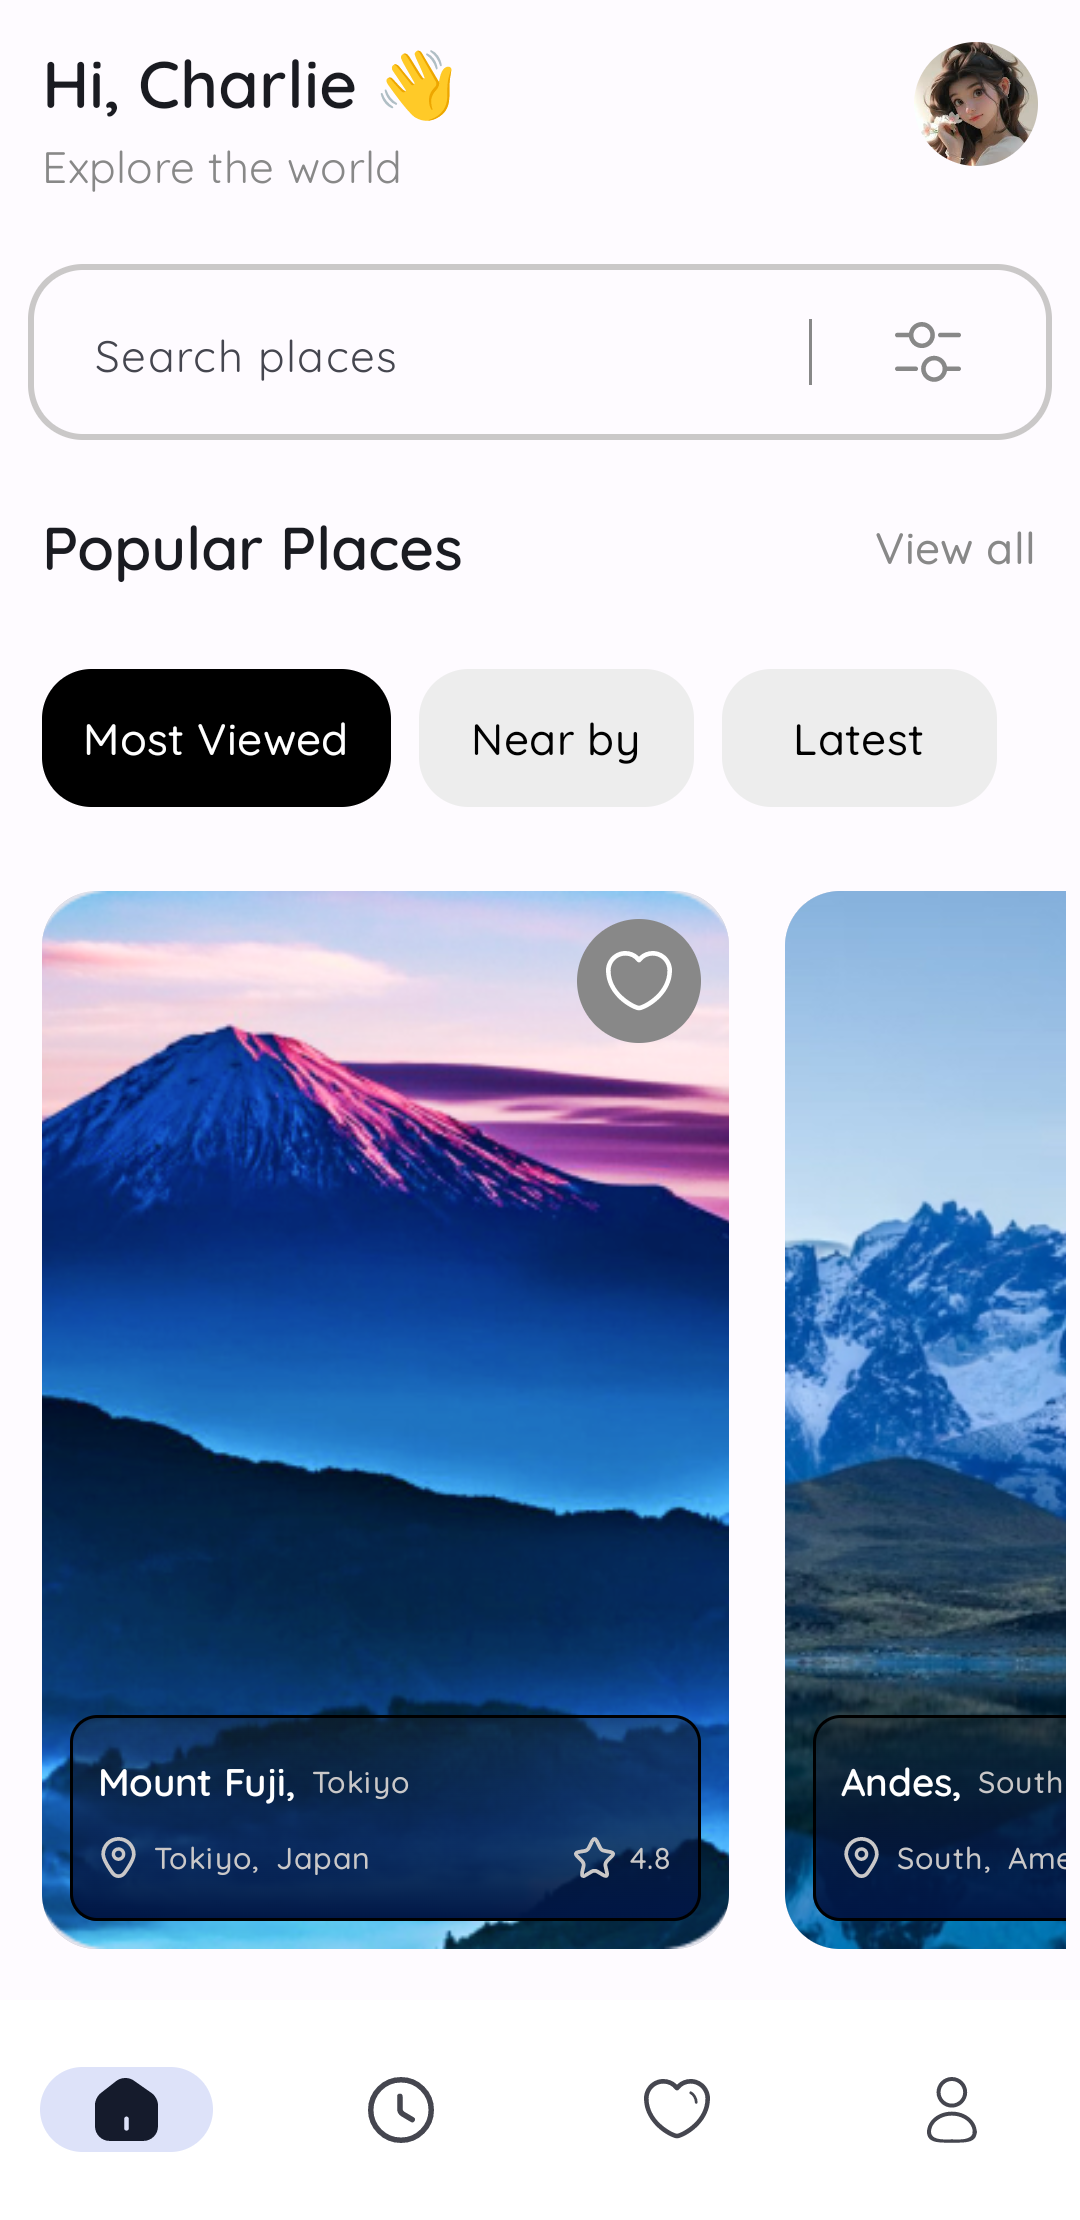 Hi, Charlie 👋
Explore the world
Search places
Popular Places
View all
Most Viewed
Near by
Latest
Mount Fuji, Tokiyo
Tokiyo, Japan
4.8
Andes, South
South, Ame